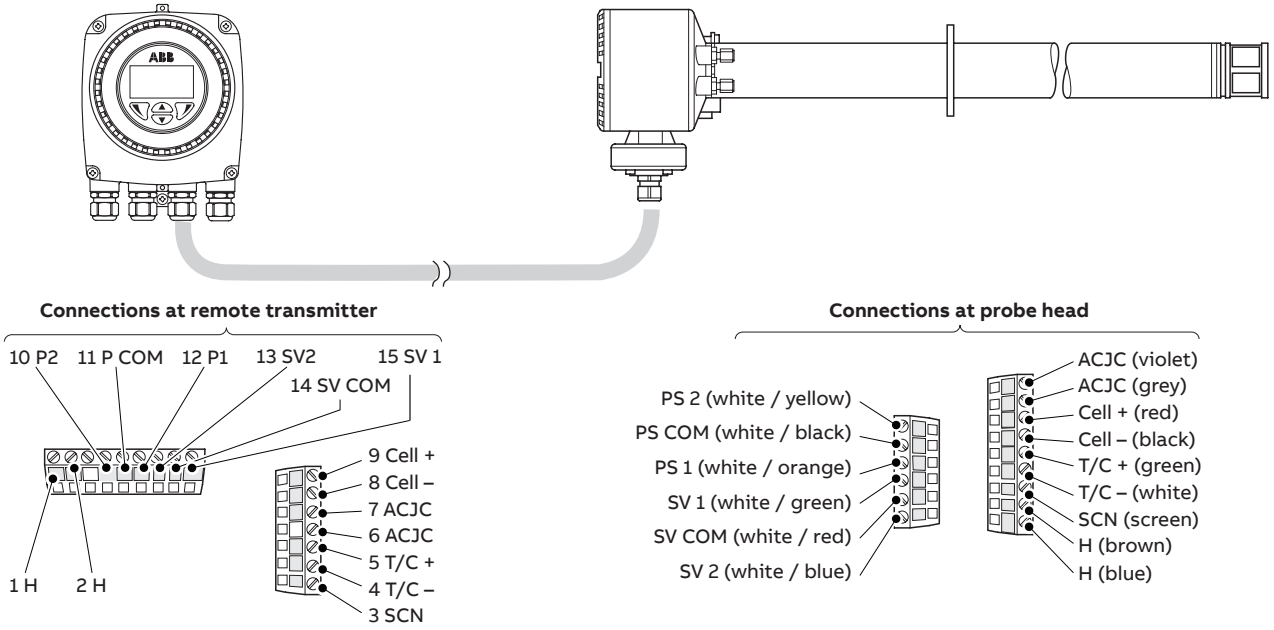 ABB
Connections at remote transmitter
10 P2
11 P COM
12 P1
13 SV2
15 SV 1
14 SV COM
9 Cell +
8 Cell –
7 ACJC
6 ACJC
5 T/C +
4 T/C –
3 SCN
1 H
2 H
Connections at probe head
PS 2 (white / yellow)
PS COM (white / black)
PS 1 (white / orange)
SV 1 (white / green)
SV COM (white / red)
SV 2 (white / blue)
ACJC (violet)
ACJC (grey)
Cell + (red)
Cell – (black)
T/C + (green)
T/C – (white)
SCN (screen)
H (brown)
H (blue)